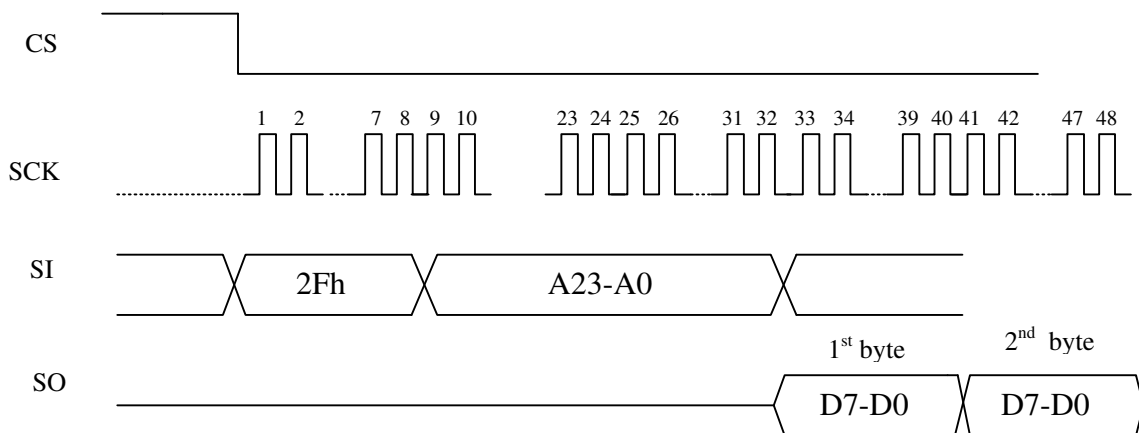 CS
1 2 7 8 9 10 23 24 25 26 31 32 33 34 39 40 41 42 47 48
SCK
SI 2Fh A23-A0
1st byte 2nd byte
SO D7-D0 D7-D0